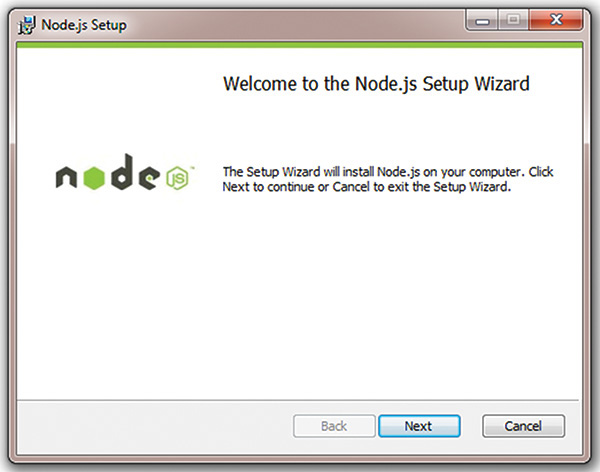 Node.js Setup
Welcome to the Node.js Setup Wizard
node JS™
The Setup Wizard will install Node.js on your computer. Click
Next to continue or Cancel to exit the Setup Wizard.
Back
Next
Cancel